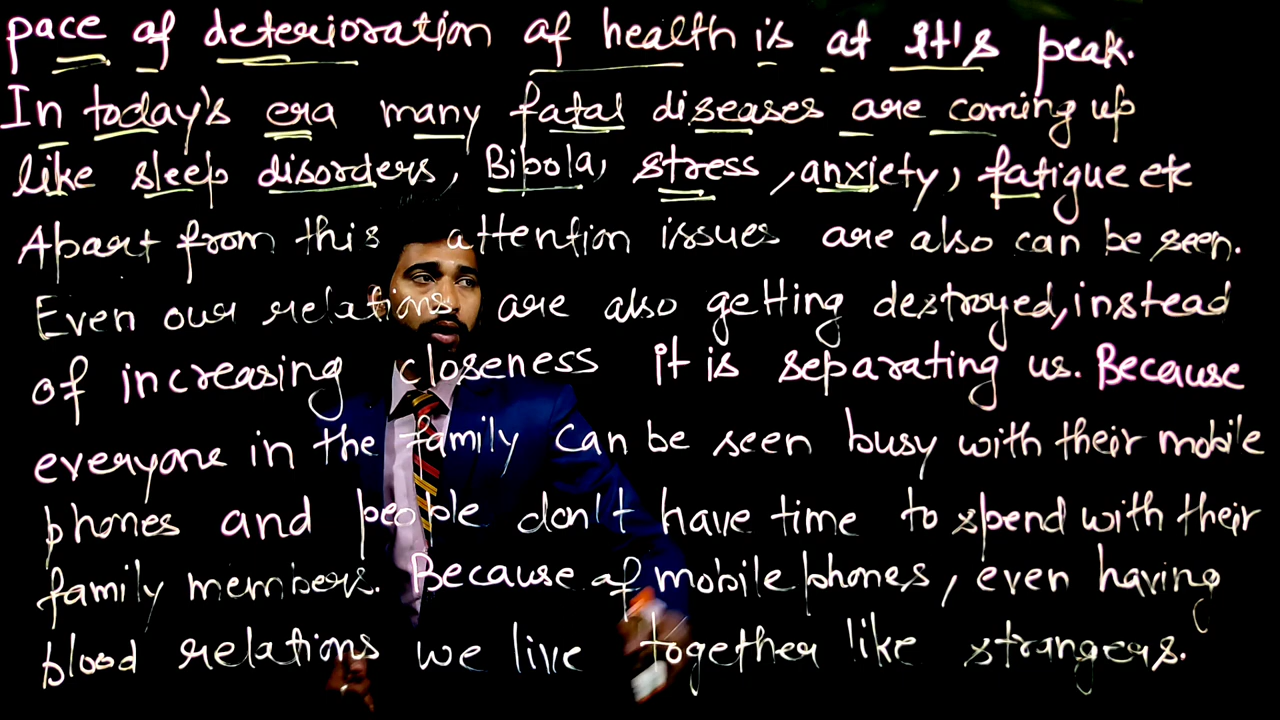 pace of deterioration of health is at it's peak.
In today's era many fatal diseases are coming up
like sleep disorders, Bipola, stress, anxiety, fatigue etc
Apart from this attention issues are also can be seen.
Even our relations are also getting destroyed, instead
of increasing closeness it is separating us. Because
everyone in the family can be seen busy with their mobile
phones and people don't have time to spend with their
family members. Because of mobile phones, even having
blood relations we live together like strangers.